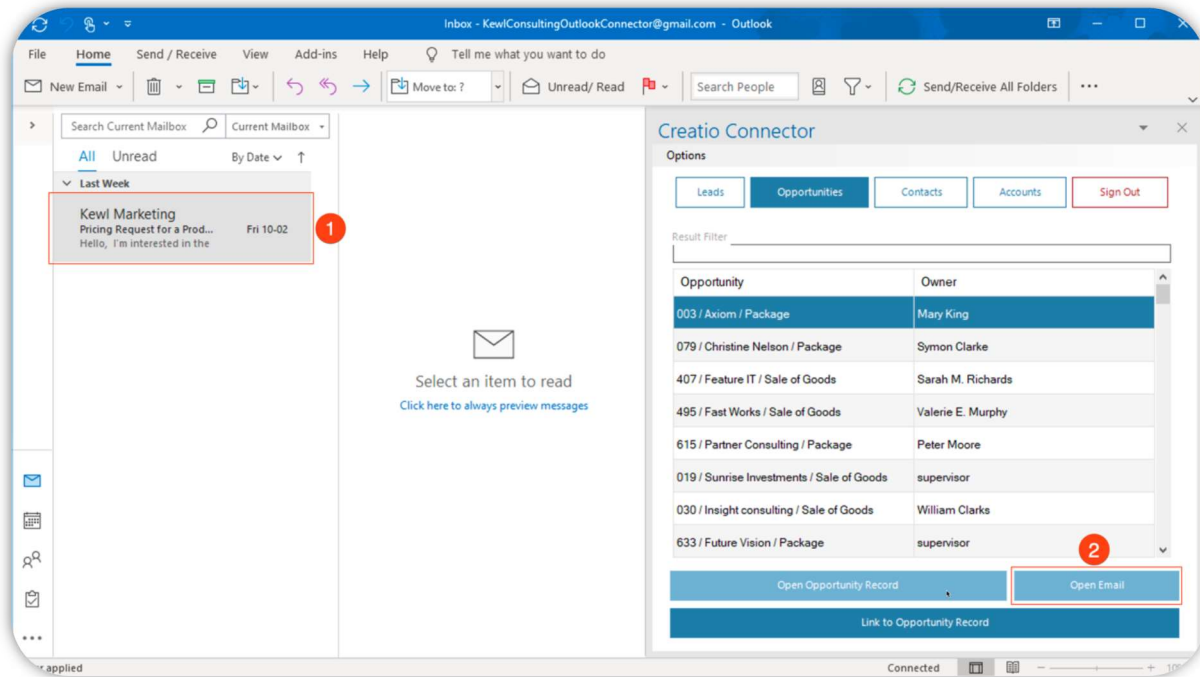 Inbox - KewlConsultingOutlookConnector@gmail.com - Outlook
File Home Send / Receive View Add-ins Help Tell me what you want to do
New Email Move to: ? Unread/ Read Search People Send/Receive All Folders
Search Current Mailbox Current Mailbox
All Unread By Date
Last Week
Kewl Marketing
Pricing Request for a Prod... Fri 10-02
Hello, I'm interested in the
1
Select an item to read
Click here to always preview messages
Creatio Connector
Options
Leads Opportunities Contacts Accounts Sign Out
Result Filter
Opportunity Owner
003 / Axiom / Package Mary King
079 / Christine Nelson / Package Symon Clarke
407 / Feature IT / Sale of Goods Sarah M. Richards
495 / Fast Works / Sale of Goods Valerie E. Murphy
615 / Partner Consulting / Package Peter Moore
019 / Sunrise Investments / Sale of Goods supervisor
030 / Insight consulting / Sale of Goods William Clarks
633 / Future Vision / Package supervisor
2
Open Opportunity Record Open Email
Link to Opportunity Record
applied Connected